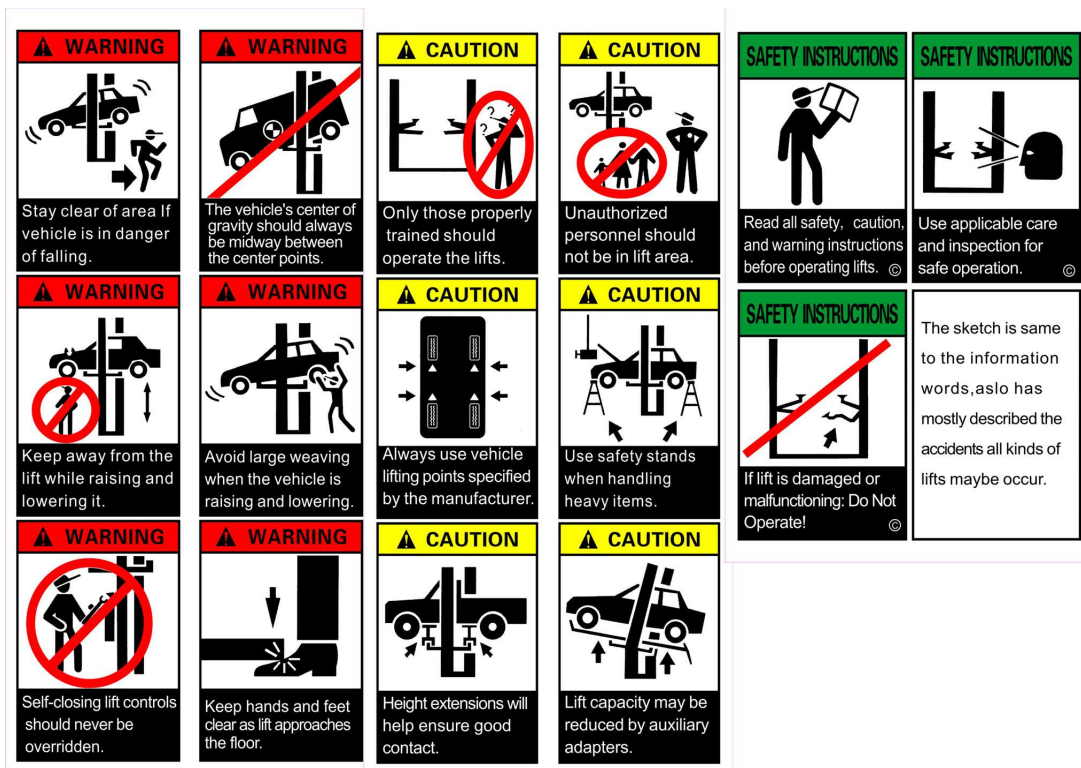 WARNING
Stay clear of area If
vehicle is in danger
of falling.
WARNING
The vehicle's center of
gravity should always
be midway between
the center points.
CAUTION
Only those properly
trained should
operate the lifts.
CAUTION
Unauthorized
personnel should
not be in lift area.
SAFETY INSTRUCTIONS
Read all safety, caution,
and warning instructions
before operating lifts. ©
SAFETY INSTRUCTIONS
Use applicable care
and inspection for
safe operation. ©
WARNING
Keep away from the
lift while raising and
lowering it.
WARNING
Avoid large weaving
when the vehicle is
raising and lowering.
CAUTION
Always use vehicle
lifting points specified
by the manufacturer.
CAUTION
Use safety stands
when handling
heavy items.
SAFETY INSTRUCTIONS
If lift is damaged or
malfunctioning: Do Not
Operate! ©
The sketch is same
to the information
words,aslo has
mostly described the
accidents all kinds of
lifts maybe occur.
WARNING
Self-closing lift controls
should never be
overridden.
WARNING
Keep hands and feet
clear as lift approaches
the floor.
CAUTION
Height extensions will
help ensure good
contact.
CAUTION
Lift capacity may be
reduced by auxiliary
adapters.